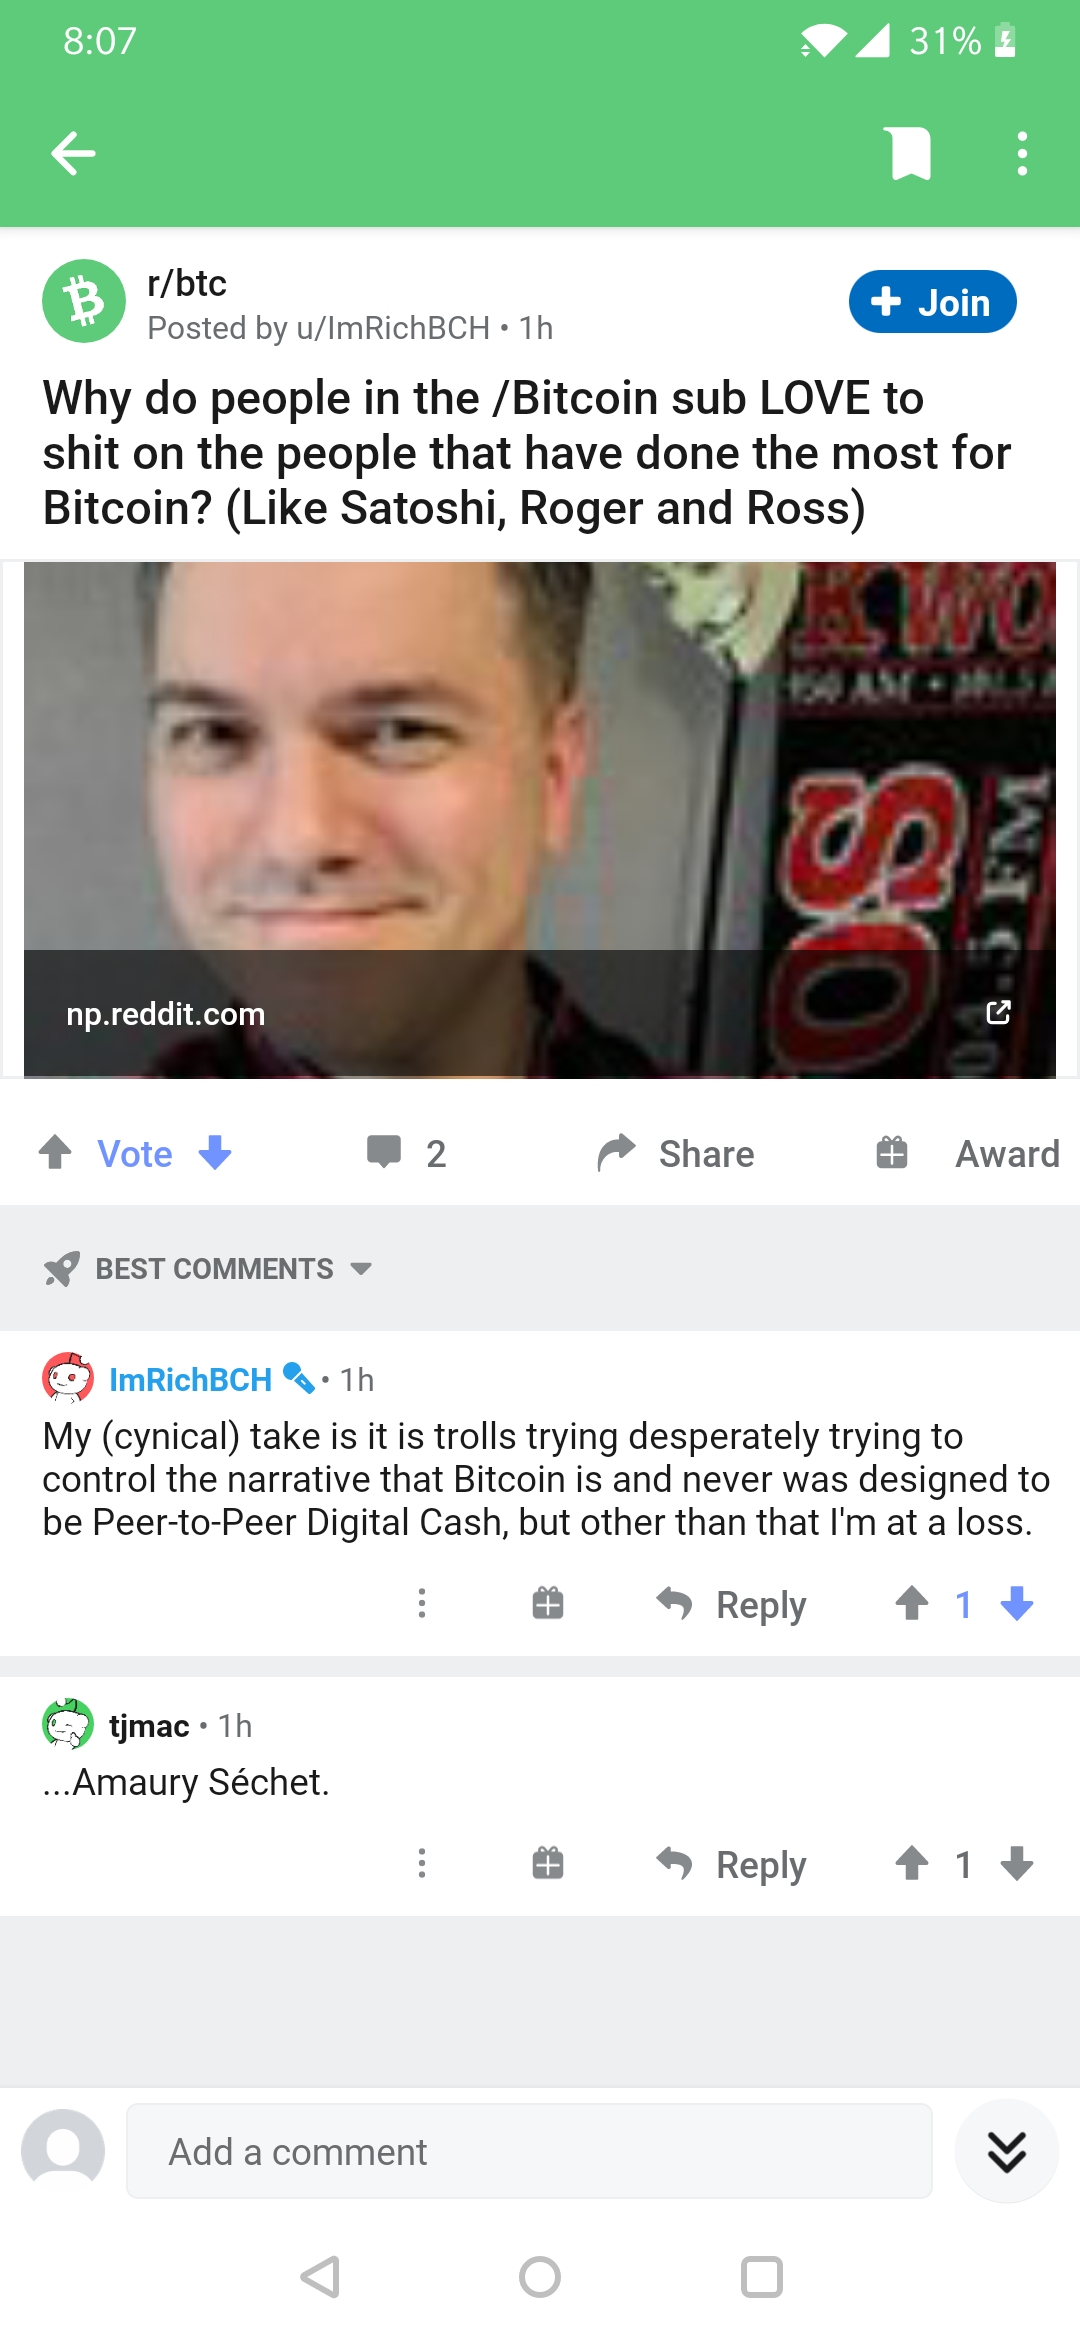 8:07
31%
r/btc
Join
Posted by u/ImRichBCH • 1h
Why do people in the /Bitcoin sub LOVE to
shit on the people that have done the most for
Bitcoin? (Like Satoshi, Roger and Ross)
np.reddit.com
Vote
2
Share
Award
BEST COMMENTS
ImRichBCH • 1h
My (cynical) take is it is trolls trying desperately trying to
control the narrative that Bitcoin is and never was designed to
be Peer-to-Peer Digital Cash, but other than that I'm at a loss.
Reply
1
tjmac • 1h
...Amaury Séchet.
Reply
1
Add a comment